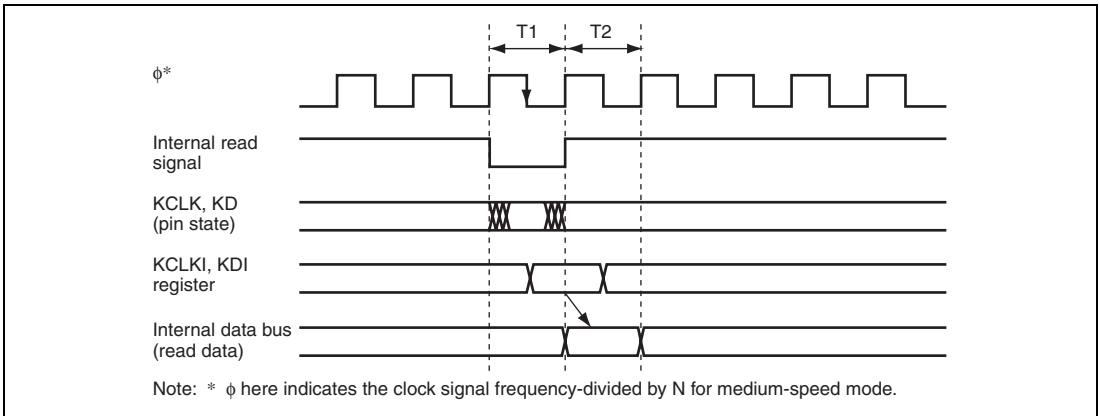 T1 T2
ϕ*
Internal read
signal
KCLK, KD
(pin state)
KCLKI, KDI
register
Internal data bus
(read data)
Note: * ϕ here indicates the clock signal frequency-divided by N for medium-speed mode.